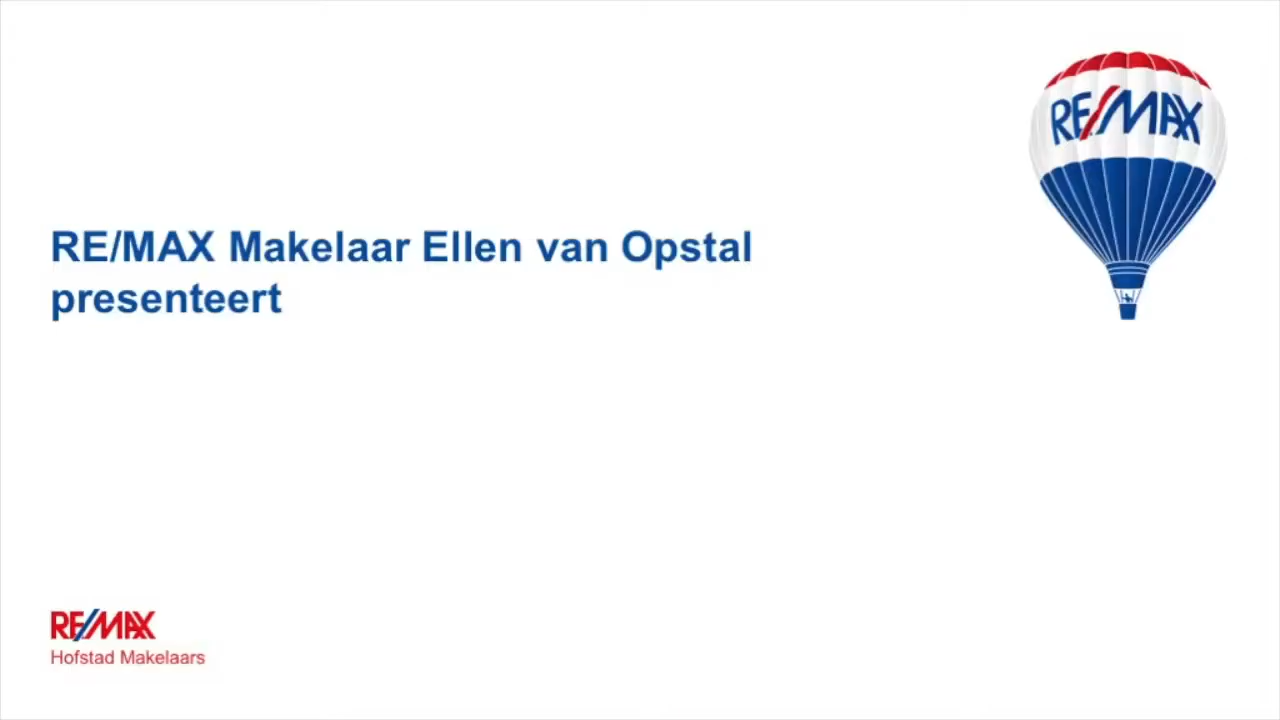 RE/MAX
RE/MAX Makelaar Ellen van Opstal
presenteert
RE/MAX
Hofstad Makelaars